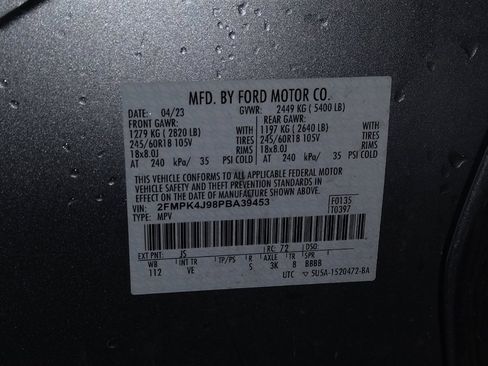 MFD. BY FORD MOTOR CO.
DATE: 04/23 GVWR: 2449 KG ( 5400 LB)
FRONT GAWR: REAR GAWR:
1279 KG ( 2820 LB) WITH 1197 KG ( 2640 LB) WITH
245/60R18 105V TIRES 245/60R18 105V TIRES
18x8.0J RIMS 18x8.0J RIMS
AT 240 kPa/ 35 PSI COLD AT 240 kPa/ 35 PSI COLD
THIS VEHICLE CONFORMS TO ALL APPLICABLE FEDERAL MOTOR
VEHICLE SAFETY AND THEFT PREVENTION STANDARDS IN
EFFECT ON THE DATE OF MANUFACTURE SHOWN ABOVE.
VIN: 2FMPK4J98PBA39453 F0135
TYPE: MPV T0397
EXT PNT: JS RC: 72 DSO:
WB INT TR TP/PS R AXLE TR SPR
112 VE S 3K 8 BBBB
UTC ▽ 5U5A-1520472-BA